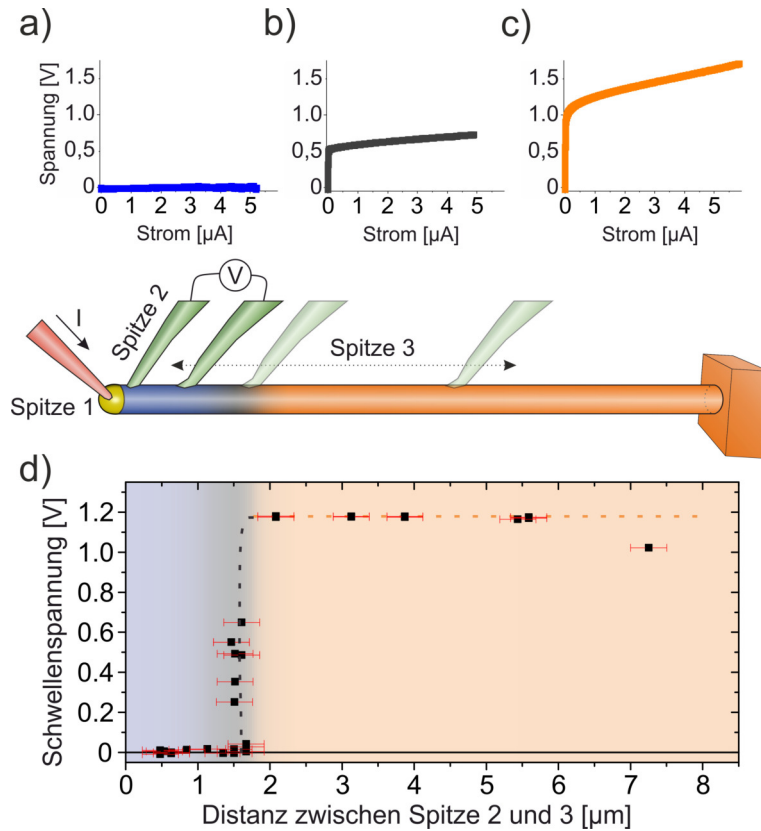 a)
b)
c)
Spannung [V]
1.5
1.0
0,5
0
0 1 2 3 4 5
Strom [µA]
1.5
1.0
0,5
0
0 1 2 3 4 5
Strom [µA]
1.5
1.0
0,5
0
0 1 2 3 4 5
Strom [µA]
I
Spitze 2
V
Spitze 3
Spitze 1
d)
Schwellenspannung [V]
1.2
1.0
0.8
0.6
0.4
0.2
0
0 1 2 3 4 5 6 7 8
Distanz zwischen Spitze 2 und 3 [µm]